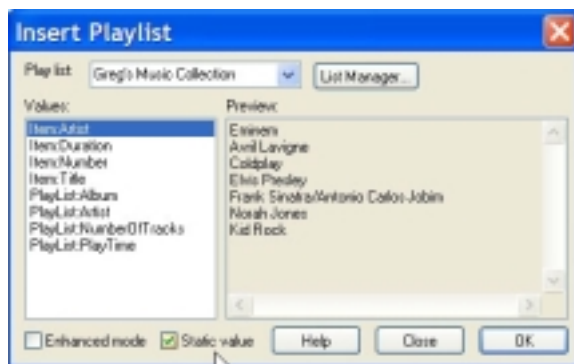 Insert Playlist
Play list: Greg's Music Collection List Manager...
Values:
Item:Artist
Item:Duration
Item:Number
Item:Title
PlayList:Album
PlayList:Artist
PlayList:NumberOfTracks
PlayList:PlayTime
Preview:
Eminem
Avril Lavigne
Coldplay
Elvis Presley
Frank Sinatra/Antonio Carlos Jobim
Norah Jones
Kid Rock
Enhanced mode Static value Help Close OK